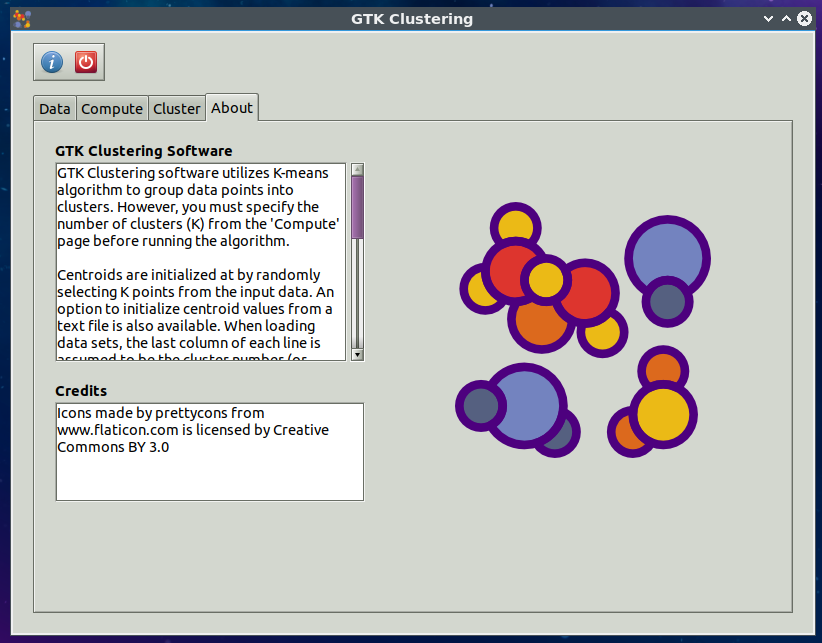 GTK Clustering
Data Compute Cluster About
GTK Clustering Software
GTK Clustering software utilizes K-means
algorithm to group data points into
clusters. However, you must specify the
number of clusters (K) from the 'Compute'
page before running the algorithm.
Centroids are initialized at by randomly
selecting K points from the input data. An
option to initialize centroid values from a
text file is also available. When loading
data sets, the last column of each line is
assumed to be the cluster number (or
Credits
Icons made by prettycons from
www.flaticon.com is licensed by Creative
Commons BY 3.0